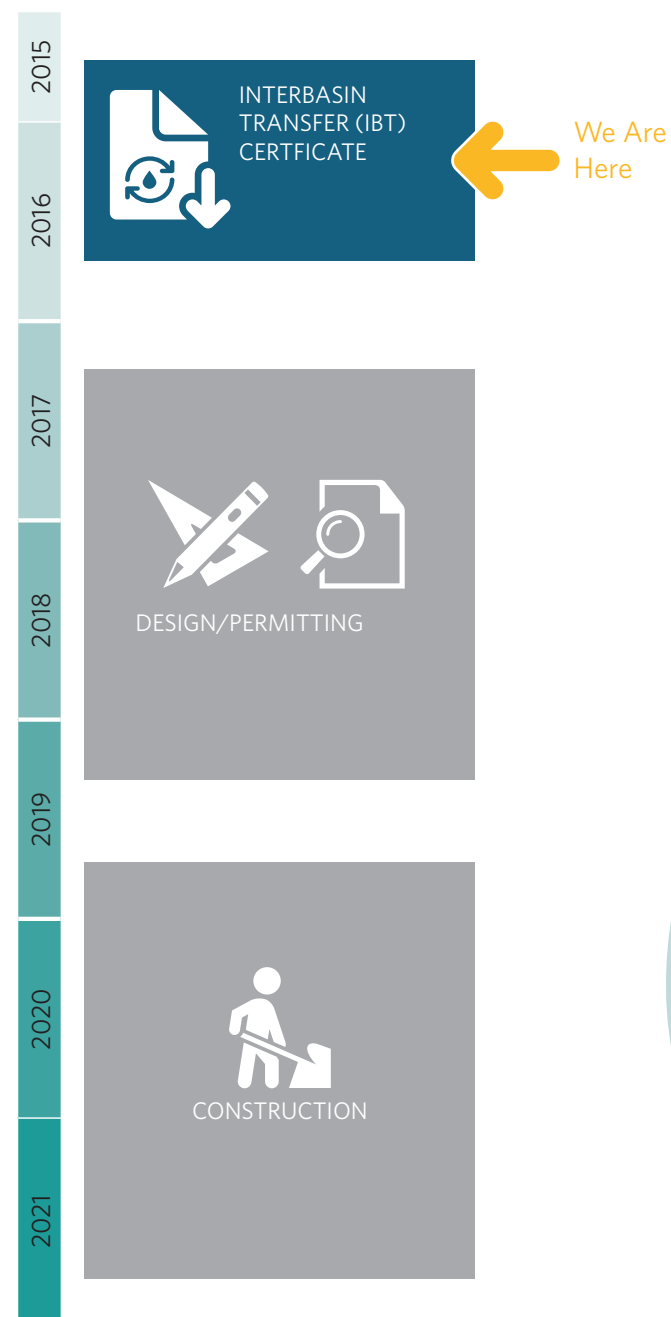 2015
INTERBASIN
TRANSFER (IBT)
CERTFICATE
We Are
Here
2016
2017
DESIGN/PERMITTING
2018
2019
2020
CONSTRUCTION
2021